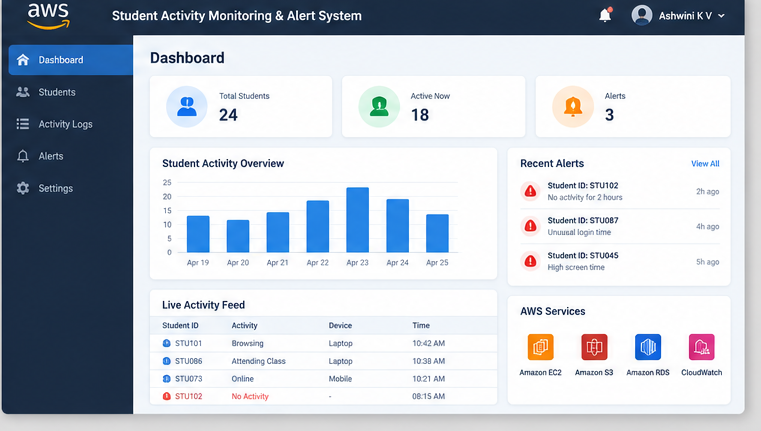 aws
Student Activity Monitoring & Alert System
Ashwini K V
Dashboard
Students
Activity Logs
Alerts
Settings
Dashboard
Total Students
24
Active Now
18
Alerts
3
Student Activity Overview
25
20
15
10
5
0
Apr 19 Apr 20 Apr 21 Apr 22 Apr 23 Apr 24 Apr 25
Recent Alerts View All
Student ID: STU102
No activity for 2 hours
2h ago
Student ID: STU087
Unusual login time
4h ago
Student ID: STU045
High screen time
5h ago
Live Activity Feed
Student ID Activity Device Time
STU101 Browsing Laptop 10:42 AM
STU086 Attending Class Laptop 10:38 AM
STU073 Online Mobile 10:21 AM
STU102 No Activity - 08:15 AM
AWS Services
Amazon EC2 Amazon S3 Amazon RDS CloudWatch